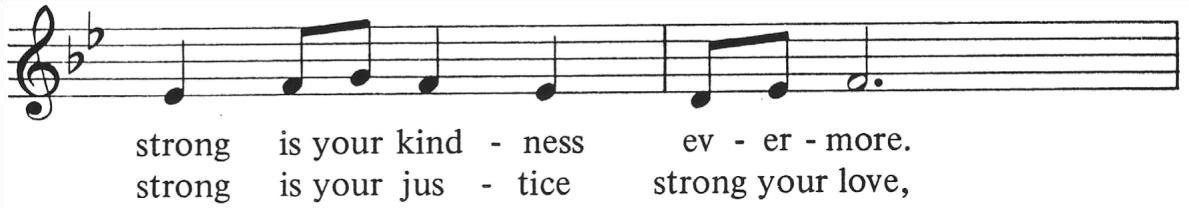 strong is your kind - ness ev - er - more.
strong is your jus - tice strong your love,